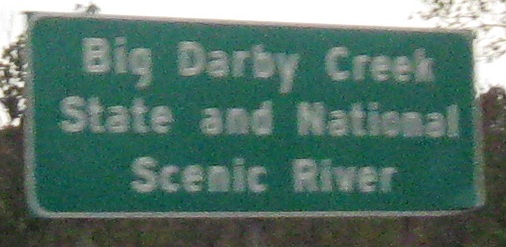 Big Darby Creek
State and National
Scenic River